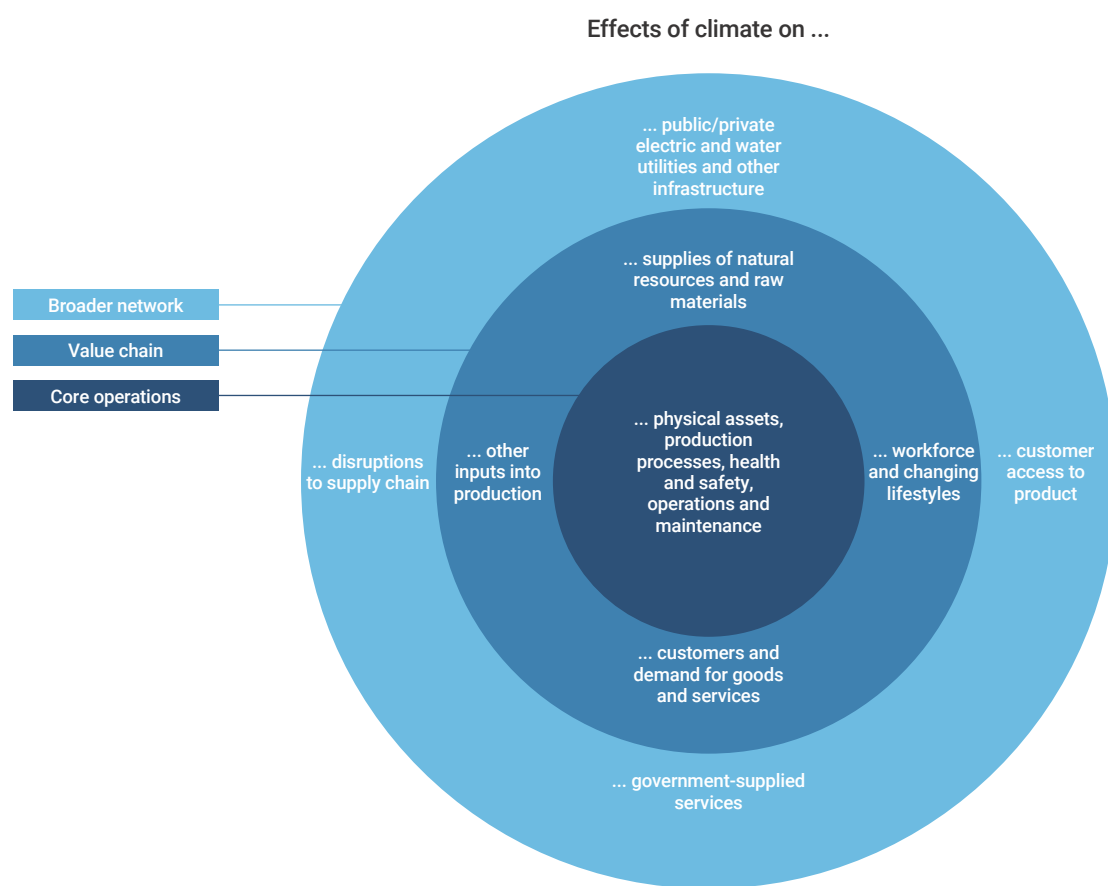 Effects of climate on ...
... public/private
electric and water
utilities and other
infrastructure
... supplies of natural
resources and raw
materials
Broader network
Value chain
Core operations
... disruptions
to supply chain
... other
inputs into
production
... physical assets,
production
processes, health
and safety,
operations and
maintenance
... workforce
and changing
lifestyles
... customer
access to
product
... customers and
demand for goods
and services
... government-supplied
services